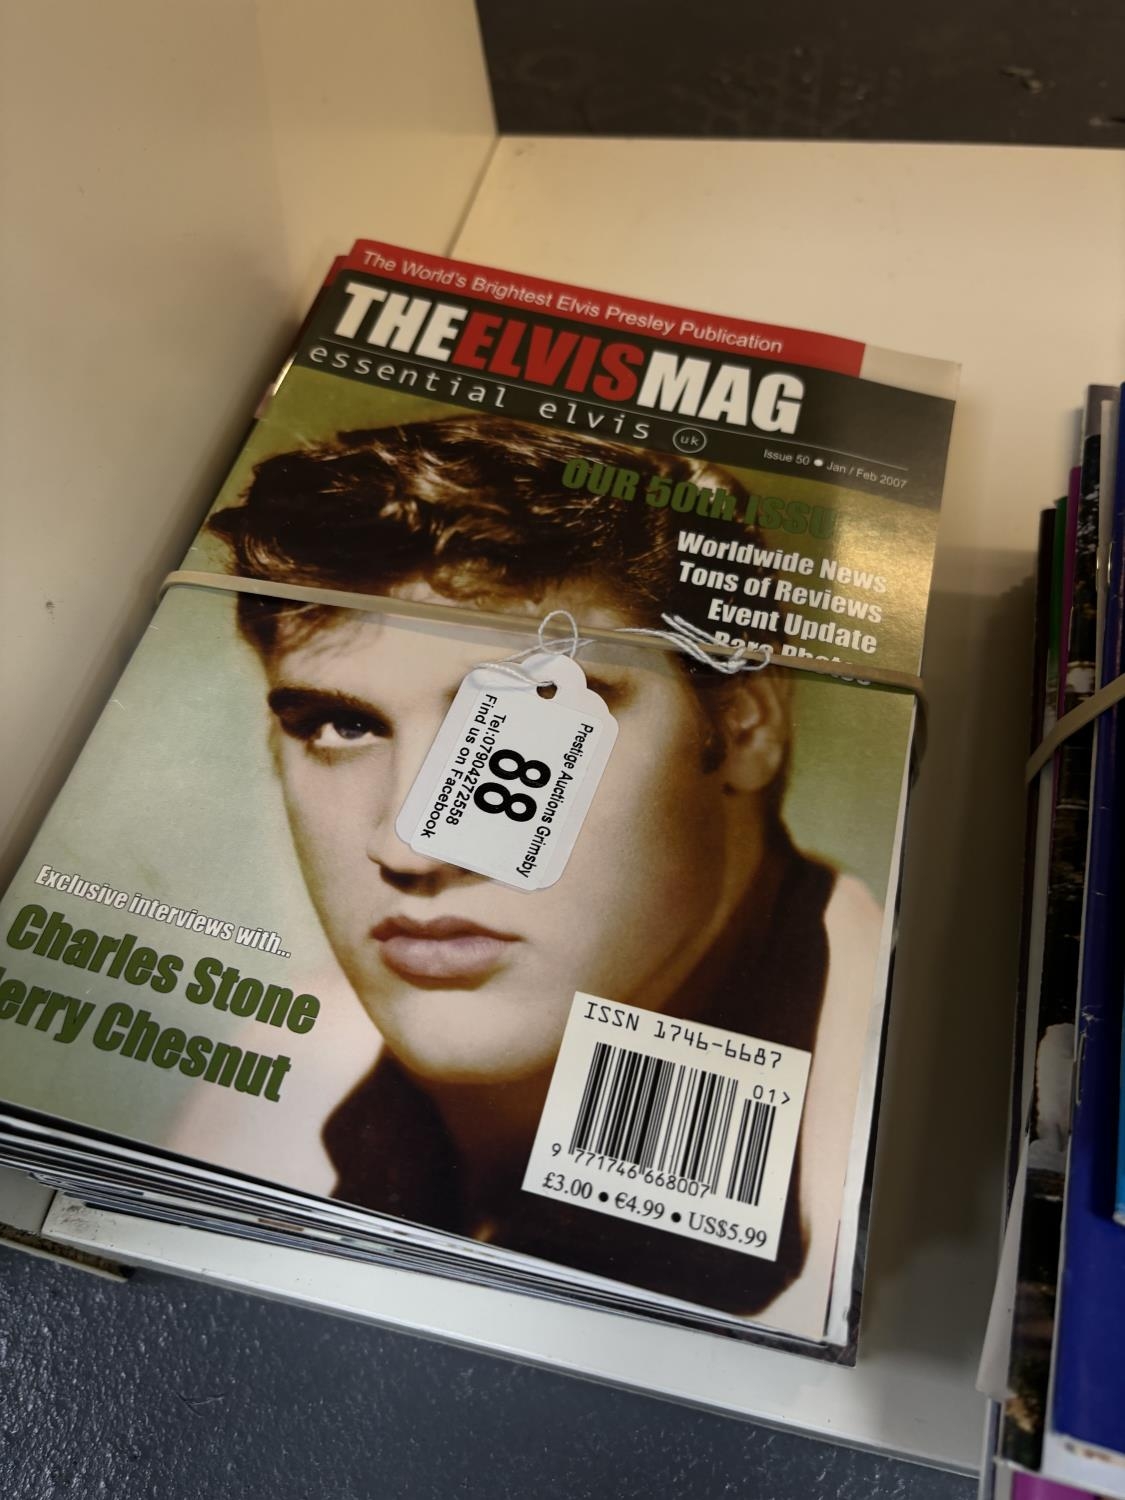 The World's Brightest Elvis Presley Publication
THEELVISMAG
essential elvis uk
Issue 50 ● Jan / Feb 2007
OUR 50th ISSU
Worldwide News
Tons of Reviews
Event Update
Rare Photos
Prestige Auctions Grimsby
88
Tel:07904272558
Find us on Facebook
Exclusive interviews with...
Charles Stone
erry Chesnut
ISSN 1746-6687
01>
9 771746 668007
£3.00 ● €4.99 ● US$5.99